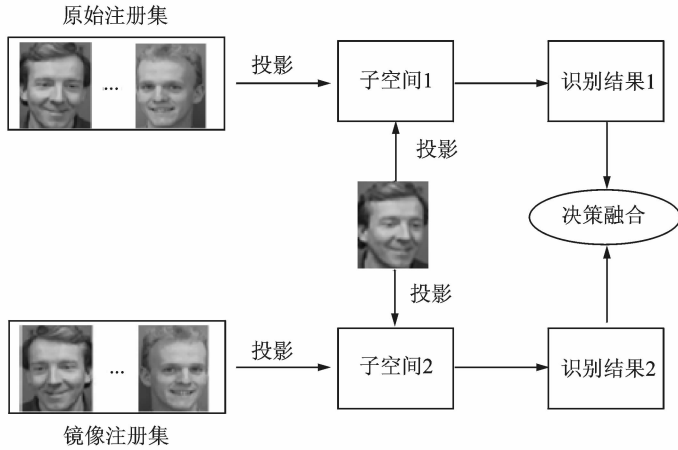 原始注册集
...
投影
子空间1
识别结果1
投影
决策融合
投影
...
投影
子空间2
识别结果2
镜像注册集